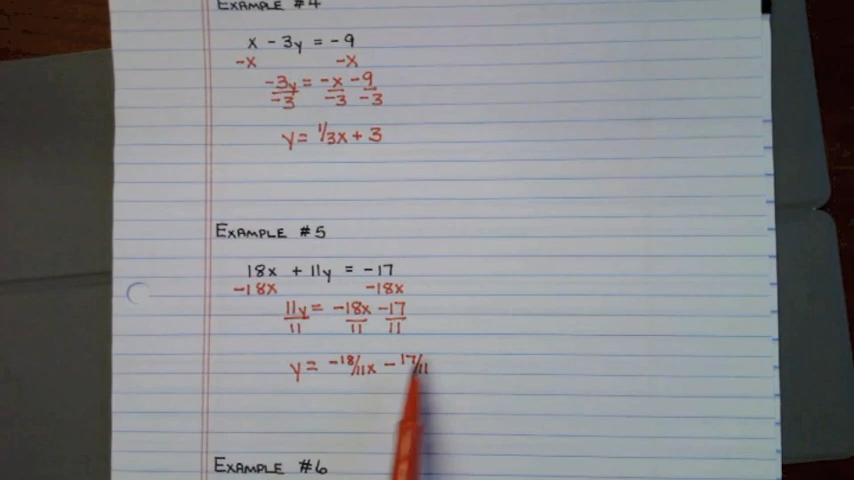 EXAMPLE #4
x - 3y = -9
-x -x
-3y = -x -9
-3 -3 -3
y = 1/3x + 3
EXAMPLE #5
18x + 11y = -17
-18x -18x
11y = -18x -17
11 11 11
y = -18/11x - 17/11
EXAMPLE #6